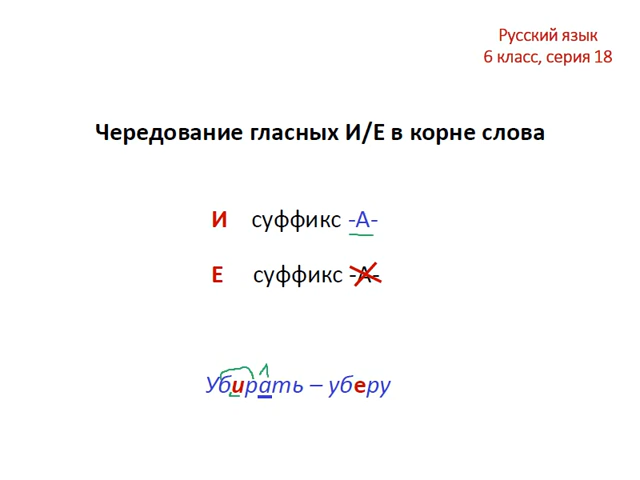 Русский язык
6 класс, серия 18
Чередование гласных И/Е в корне слова
И суффикс -А-
Е суффикс -А-
Убирать – уберу